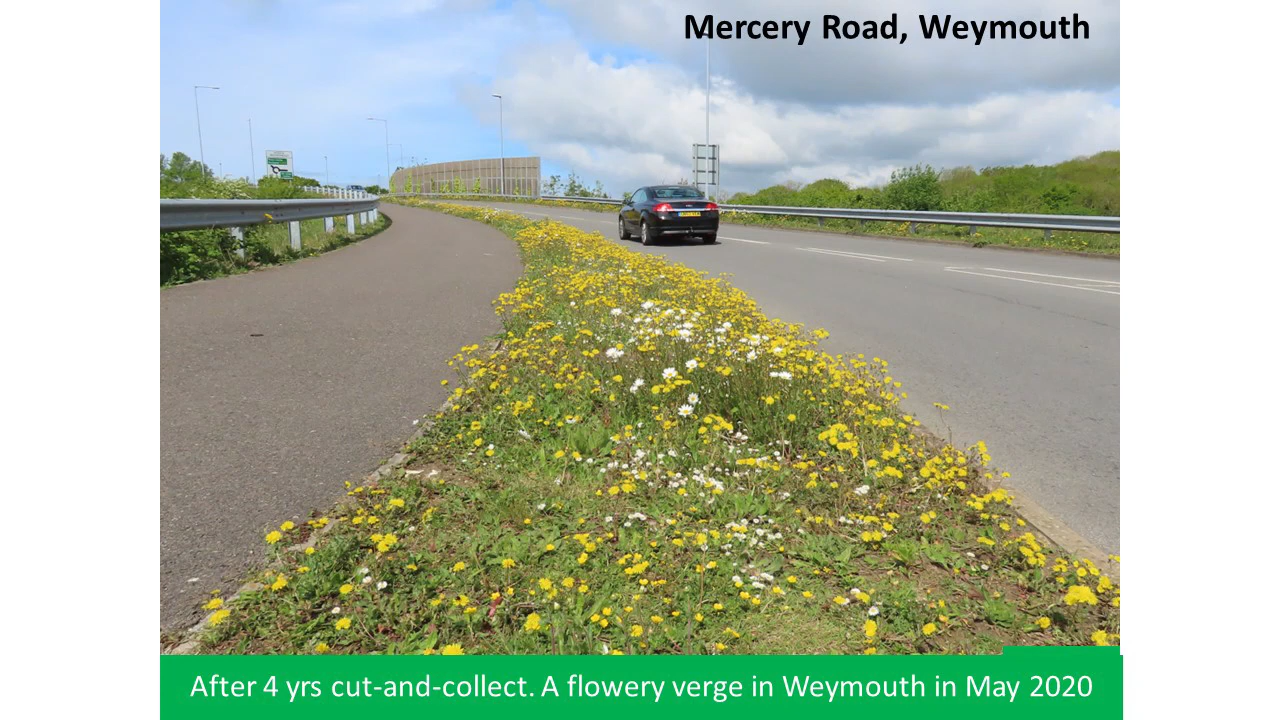 Mercery Road, Weymouth
After 4 yrs cut-and-collect. A flowery verge in Weymouth in May 2020